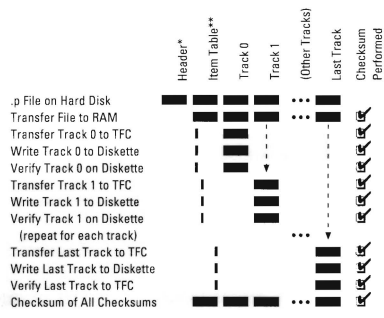 Header*
Item Table**
Track 0
Track 1
(Other Tracks)
Last Track
Checksum
Performed
.p File on Hard Disk
Transfer File to RAM
Transfer Track 0 to TFC
Write Track 0 to Diskette
Verify Track 0 on Diskette
Transfer Track 1 to TFC
Write Track 1 to Diskette
Verify Track 1 on Diskette
(repeat for each track)
Transfer Last Track to TFC
Write Last Track to Diskette
Verify Last Track to TFC
Checksum of All Checksums